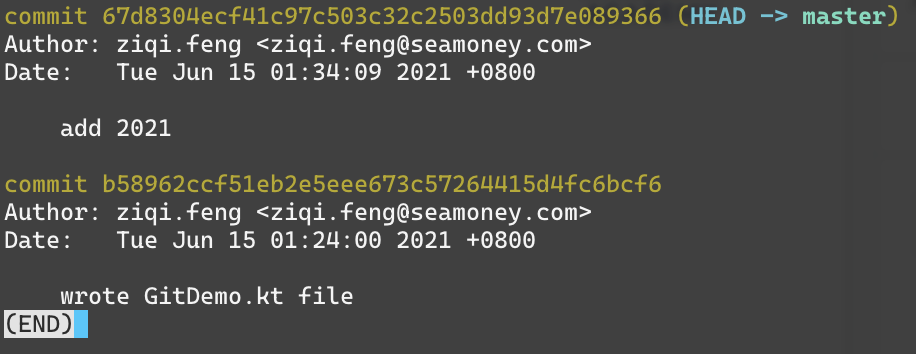 commit 67d8304ecf41c97c503c32c2503dd93d7e089366 (HEAD -> master)
Author: ziqi.feng <ziqi.feng@seamoney.com>
Date:   Tue Jun 15 01:34:09 2021 +0800
    add 2021
commit b58962ccf51eb2e5eee673c57264415d4fc6bcf6
Author: ziqi.feng <ziqi.feng@seamoney.com>
Date:   Tue Jun 15 01:24:00 2021 +0800
    wrote GitDemo.kt file
(END)